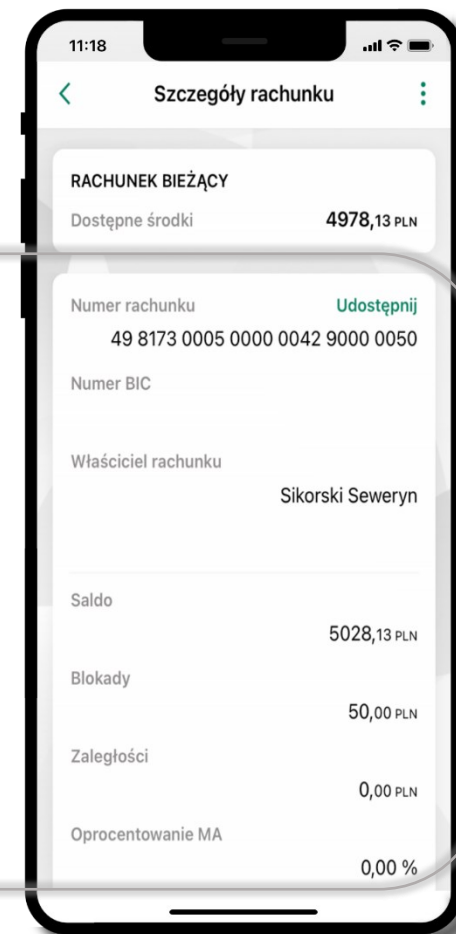 11:18
Szczegóły rachunku
RACHUNEK BIEŻĄCY
Dostępne środki 4978,13 PLN
Numer rachunku Udostępnij
49 8173 0005 0000 0042 9000 0050
Numer BIC
Właściciel rachunku
Sikorski Seweryn
Saldo
5028,13 PLN
Blokady
50,00 PLN
Zaległości
0,00 PLN
Oprocentowanie MA
0,00 %